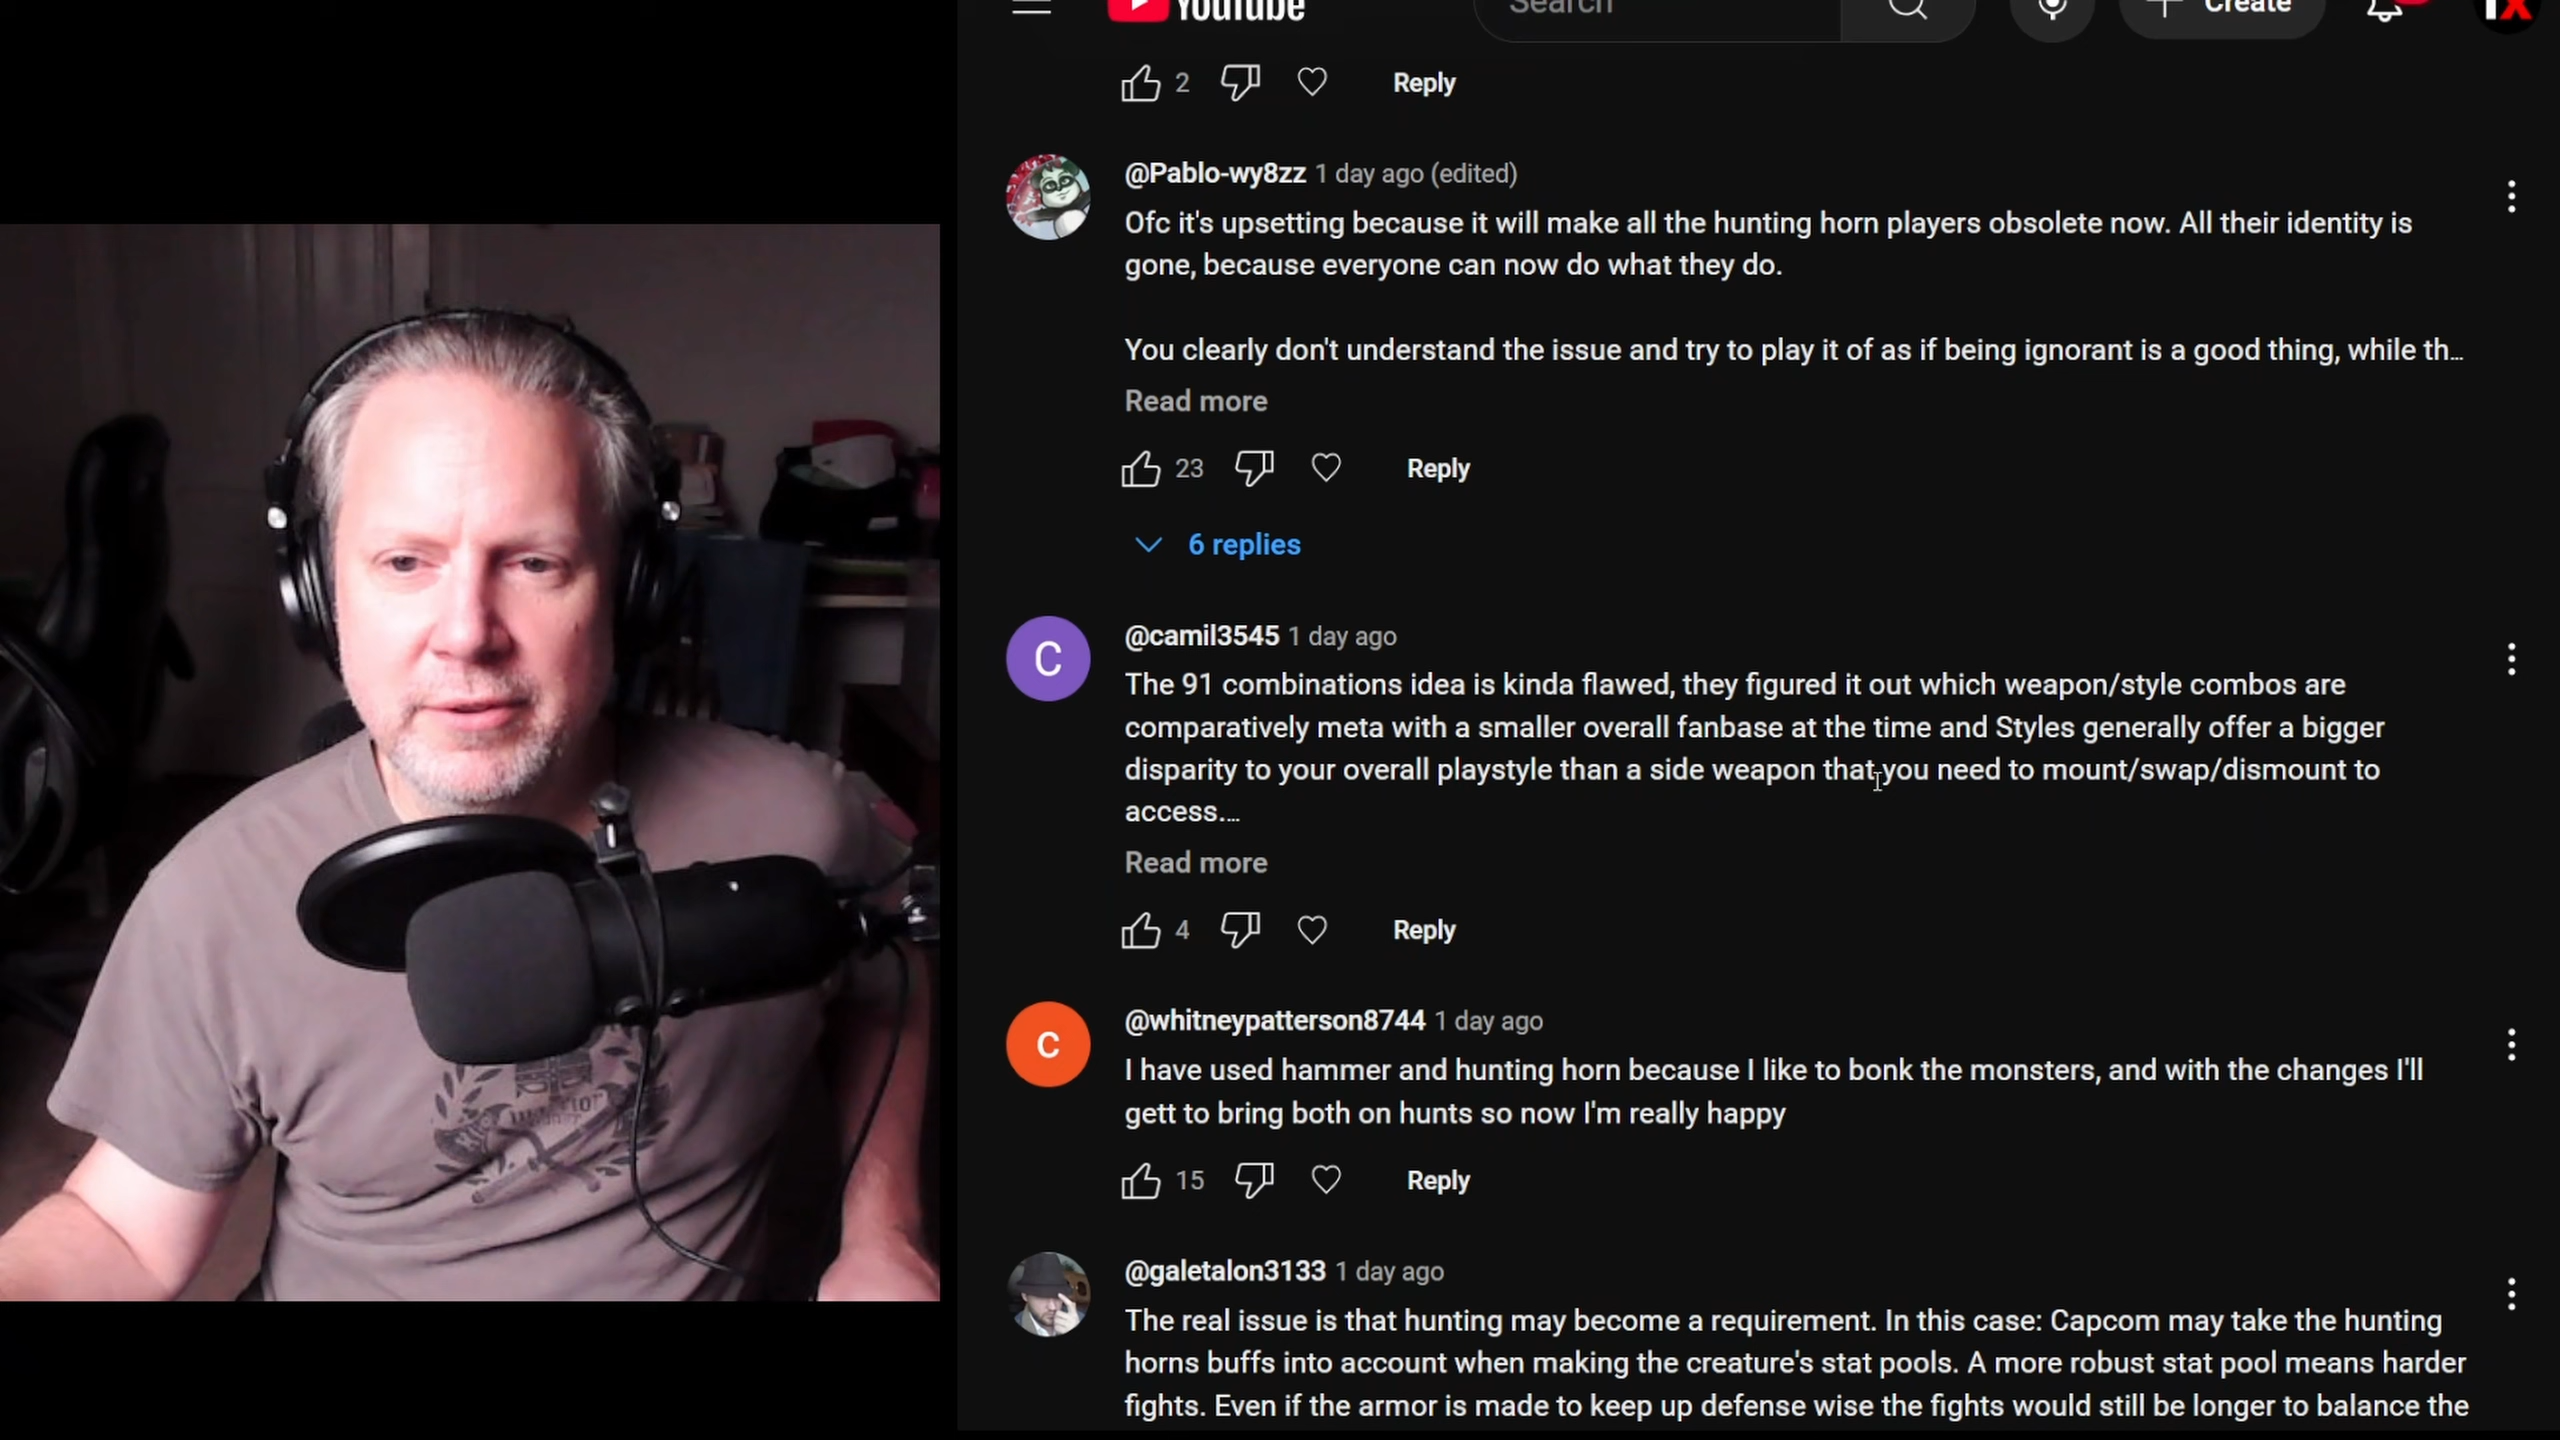 YouTube
Search
Create
2
Reply
@Pablo-wy8zz 1 day ago (edited)
Ofc it's upsetting because it will make all the hunting horn players obsolete now. All their identity is
gone, because everyone can now do what they do.
You clearly don't understand the issue and try to play it of as if being ignorant is a good thing, while th...
Read more
23
Reply
6 replies
C
@camil3545 1 day ago
The 91 combinations idea is kinda flawed, they figured it out which weapon/style combos are
comparatively meta with a smaller overall fanbase at the time and Styles generally offer a bigger
disparity to your overall playstyle than a side weapon that you need to mount/swap/dismount to
access.…
Read more
4
Reply
c
@whitneypatterson8744 1 day ago
I have used hammer and hunting horn because I like to bonk the monsters, and with the changes I'll
gett to bring both on hunts so now I'm really happy
15
Reply
@galetalon3133 1 day ago
The real issue is that hunting may become a requirement. In this case: Capcom may take the hunting
horns buffs into account when making the creature's stat pools. A more robust stat pool means harder
fights. Even if the armor is made to keep up defense wise the fights would still be longer to balance the